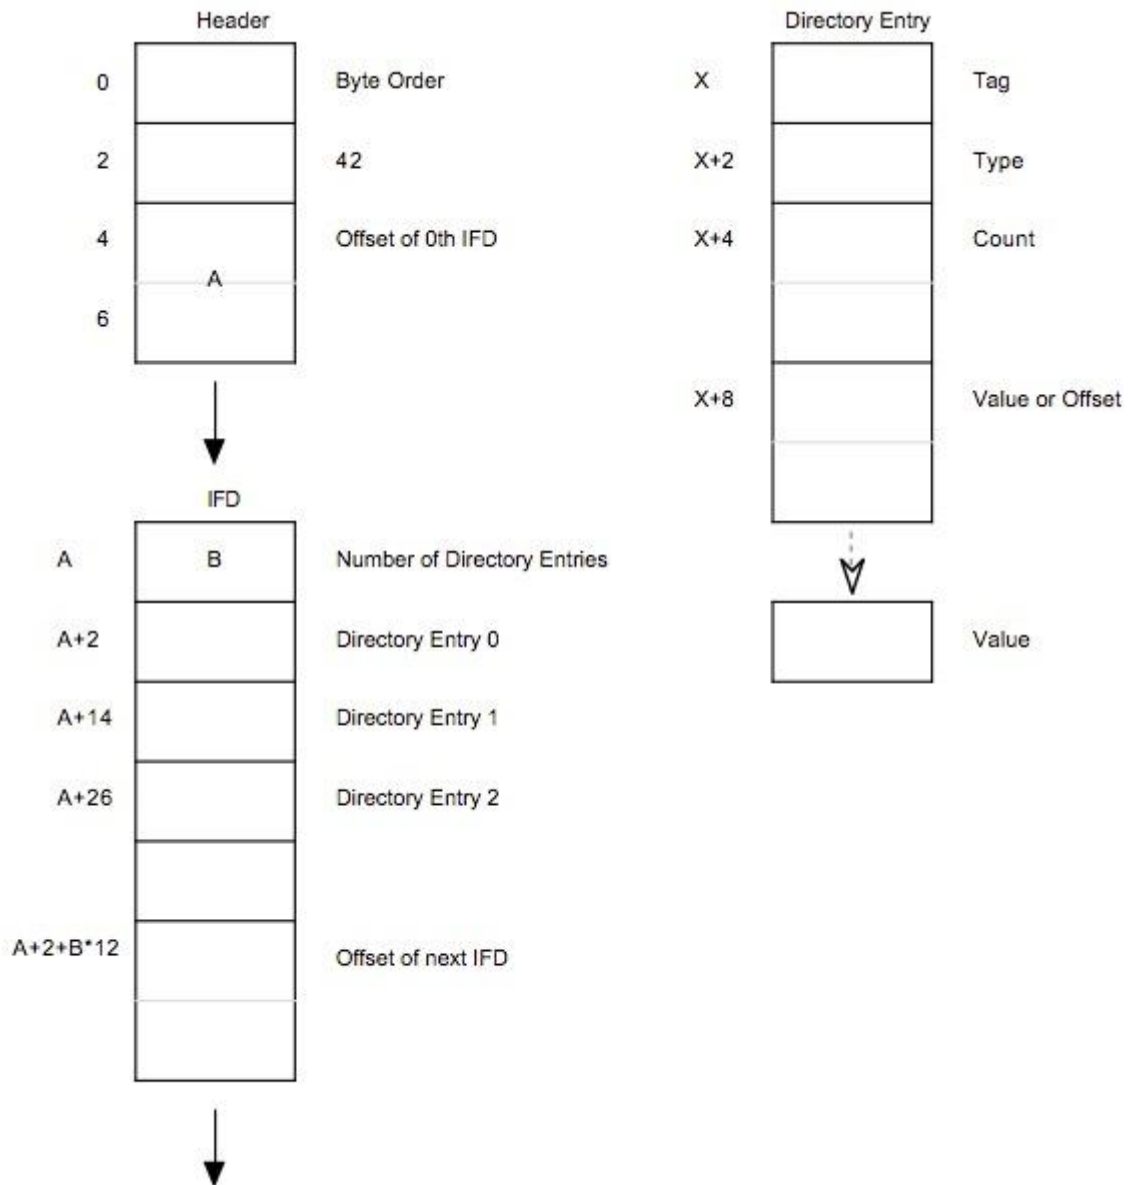 Header
0 Byte Order
2 42
4 Offset of 0th IFD
A
6
IFD
A B Number of Directory Entries
A+2 Directory Entry 0
A+14 Directory Entry 1
A+26 Directory Entry 2
A+2+B*12 Offset of next IFD
Directory Entry
X Tag
X+2 Type
X+4 Count
X+8 Value or Offset
Value